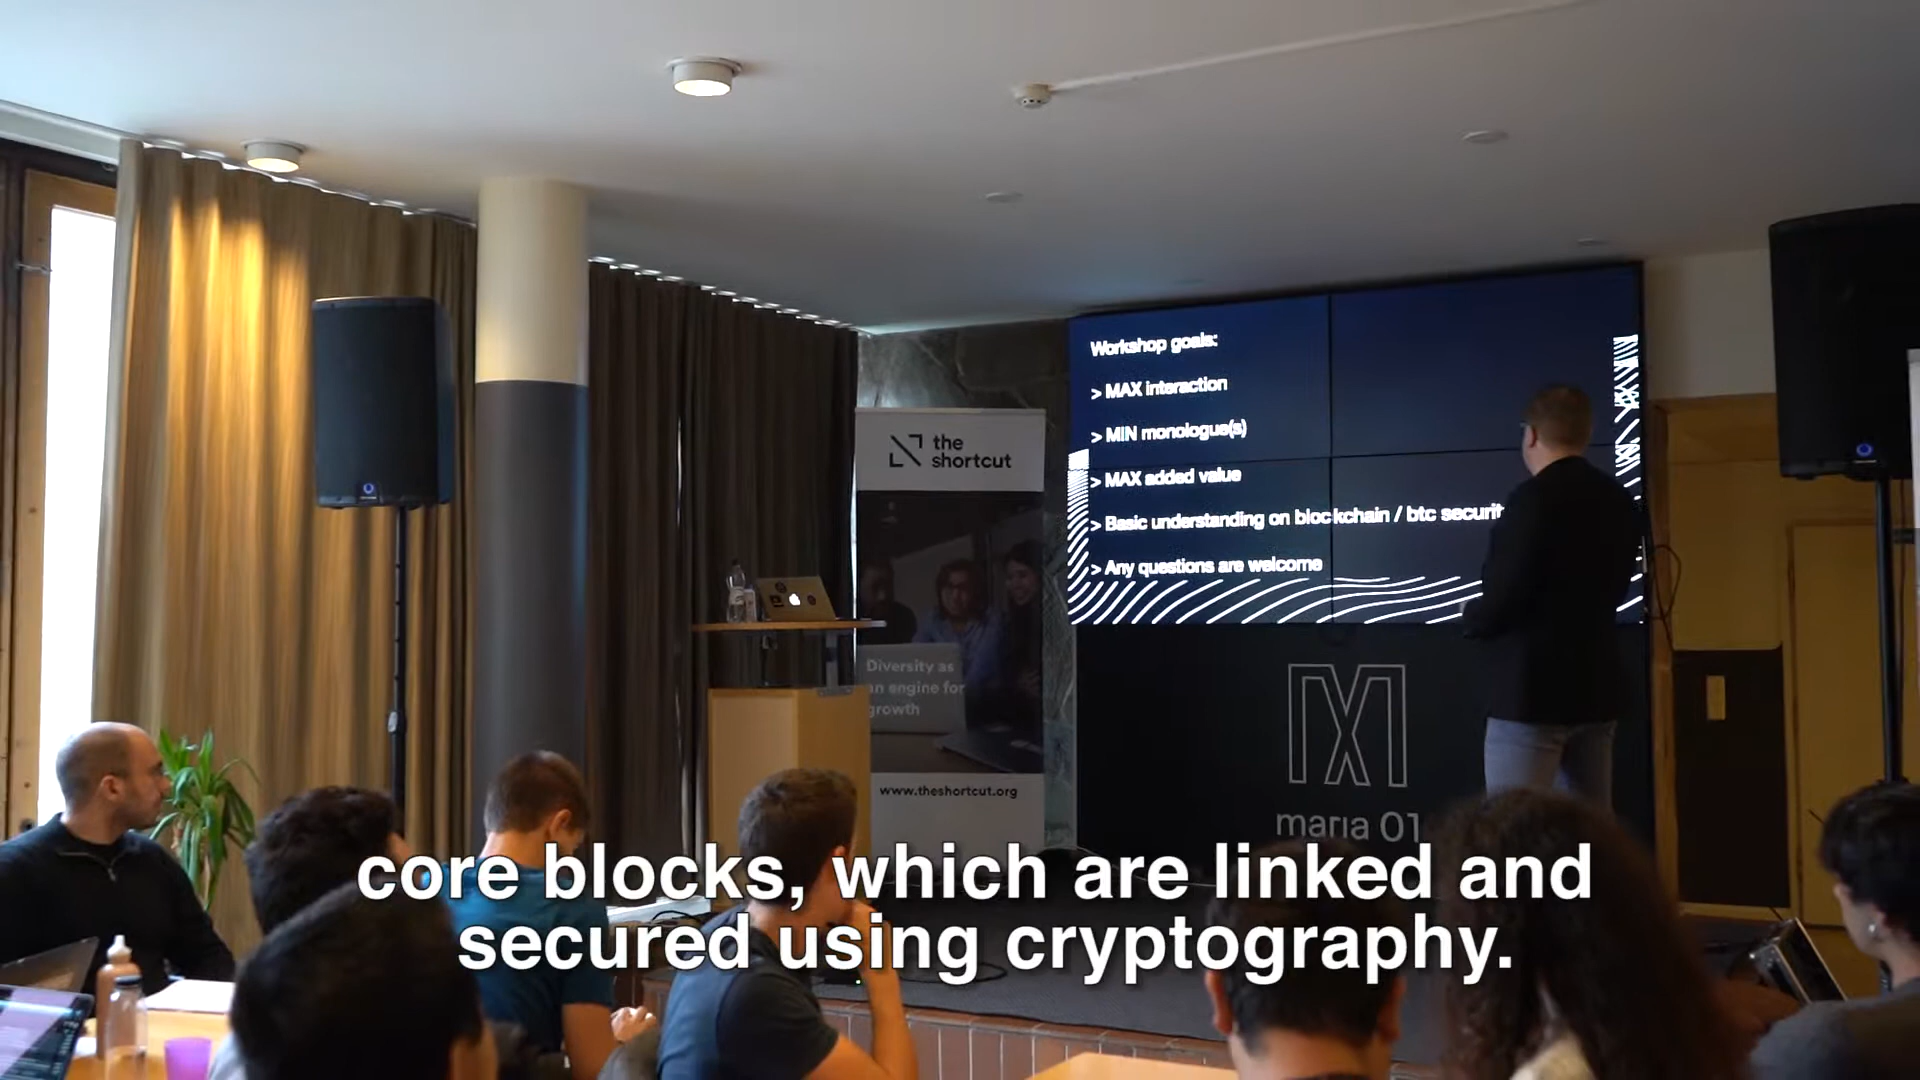 Workshop goals:
> MAX interaction
> MIN monologue(s)
> MAX added value
> Basic understanding on blockchain / btc securit
> Any questions are welcome
the
shortcut
Diversity as
an engine for
growth
www.theshortcut.org
maria 01
core blocks, which are linked and
secured using cryptography.